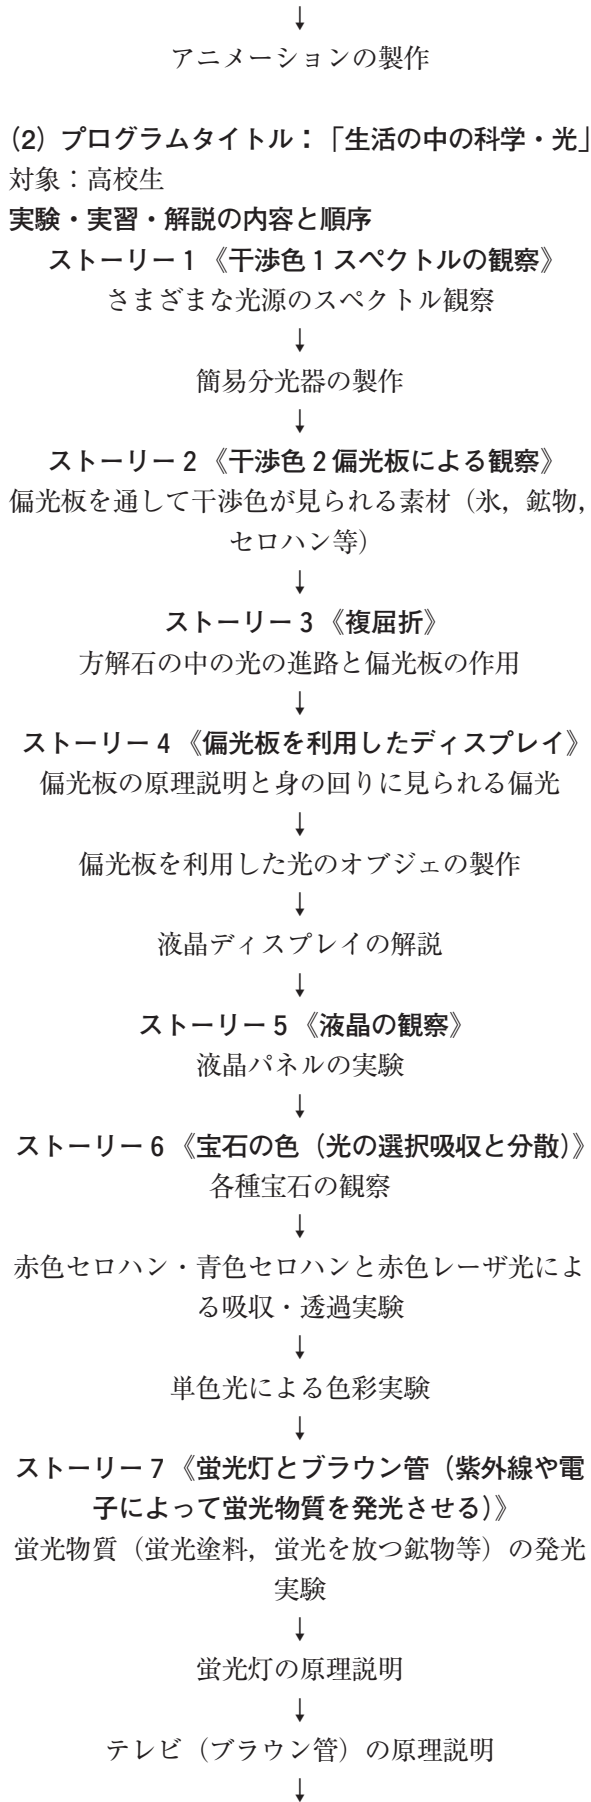 ↓
アニメーションの製作
(2) プログラムタイトル：「生活の中の科学・光」
対象：高校生
実験・実習・解説の内容と順序
ストーリー 1 《干渉色 1 スペクトルの観察》
さまざまな光源のスペクトル観察
↓
簡易分光器の製作
↓
ストーリー 2 《干渉色 2 偏光板による観察》
偏光板を通して干渉色が見られる素材（氷，鉱物，
セロハン等）
↓
ストーリー 3 《複屈折》
方解石の中の光の進路と偏光板の作用
↓
ストーリー 4 《偏光板を利用したディスプレイ》
偏光板の原理説明と身の回りに見られる偏光
↓
偏光板を利用した光のオブジェの製作
↓
液晶ディスプレイの解説
↓
ストーリー 5 《液晶の観察》
液晶パネルの実験
↓
ストーリー 6 《宝石の色（光の選択吸収と分散）》
各種宝石の観察
↓
赤色セロハン・青色セロハンと赤色レーザ光によ
る吸収・透過実験
↓
単色光による色彩実験
↓
ストーリー 7 《蛍光灯とブラウン管（紫外線や電
子によって蛍光物質を発光させる）》
蛍光物質（蛍光塗料，蛍光を放つ鉱物等）の発光
実験
↓
蛍光灯の原理説明
↓
テレビ（ブラウン管）の原理説明
↓